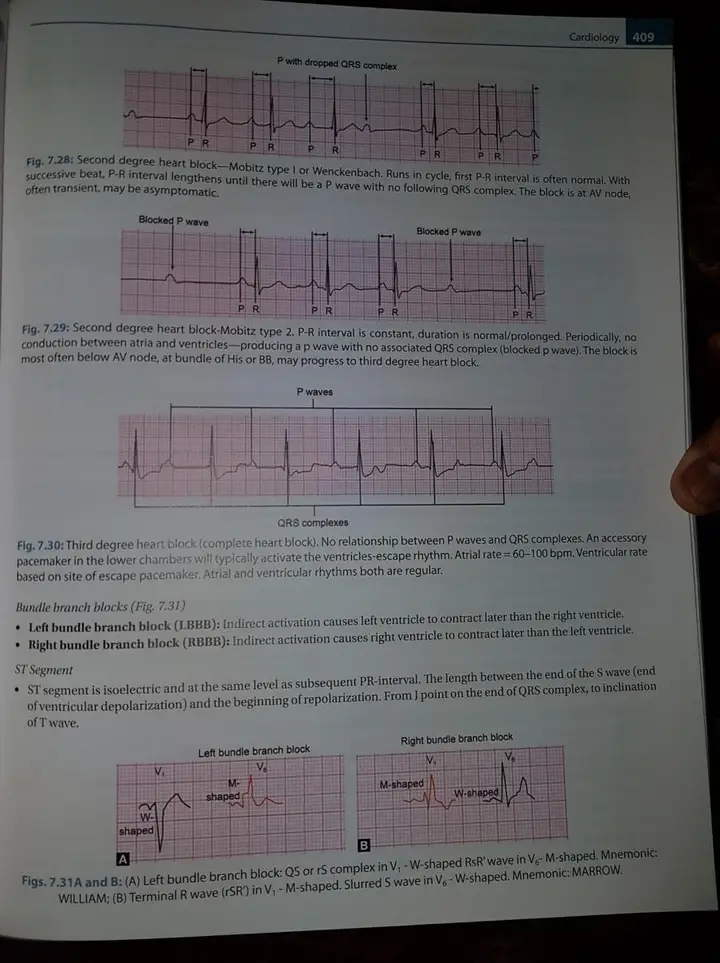 Cardiology 409
P with dropped QRS complex
P R P R P R P R P R P
Fig. 7.28: Second degree heart block—Mobitz type I or Wenckenbach. Runs in cycle, first P-R interval is often normal. With
successive beat, P-R interval lengthens until there will be a P wave with no following QRS complex. The block is at AV node,
often transient, may be asymptomatic.
Blocked P wave
Blocked P wave
P R P R P R P R
Fig. 7.29: Second degree heart block-Mobitz type 2. P-R interval is constant, duration is normal/prolonged. Periodically, no
conduction between atria and ventricles—producing a p wave with no associated QRS complex (blocked p wave). The block is
most often below AV node, at bundle of His or BB, may progress to third degree heart block.
P waves
QRS complexes
Fig. 7.30: Third degree heart block (complete heart block). No relationship between P waves and QRS complexes. An accessory
pacemaker in the lower chambers will typically activate the ventricles-escape rhythm. Atrial rate = 60–100 bpm. Ventricular rate
based on site of escape pacemaker. Atrial and ventricular rhythms both are regular.
Bundle branch blocks (Fig. 7.31)
• Left bundle branch block (LBBB): Indirect activation causes left ventricle to contract later than the right ventricle.
• Right bundle branch block (RBBB): Indirect activation causes right ventricle to contract later than the left ventricle.
ST Segment
• ST segment is isoelectric and at the same level as subsequent PR-interval. The length between the end of the S wave (end
of ventricular depolarization) and the beginning of repolarization. From J point on the end of QRS complex, to inclination
of T wave.
Left bundle branch block
V₁
V₆
M-
shaped
W-
shaped
A
Right bundle branch block
V₁
V₆
M-shaped
W-shaped
B
Figs. 7.31A and B: (A) Left bundle branch block: QS or rS complex in V₁ - W-shaped RsR' wave in V₆- M-shaped. Mnemonic:
WILLIAM; (B) Terminal R wave (rSR') in V₁ - M-shaped. Slurred S wave in V₆ - W-shaped. Mnemonic: MARROW.